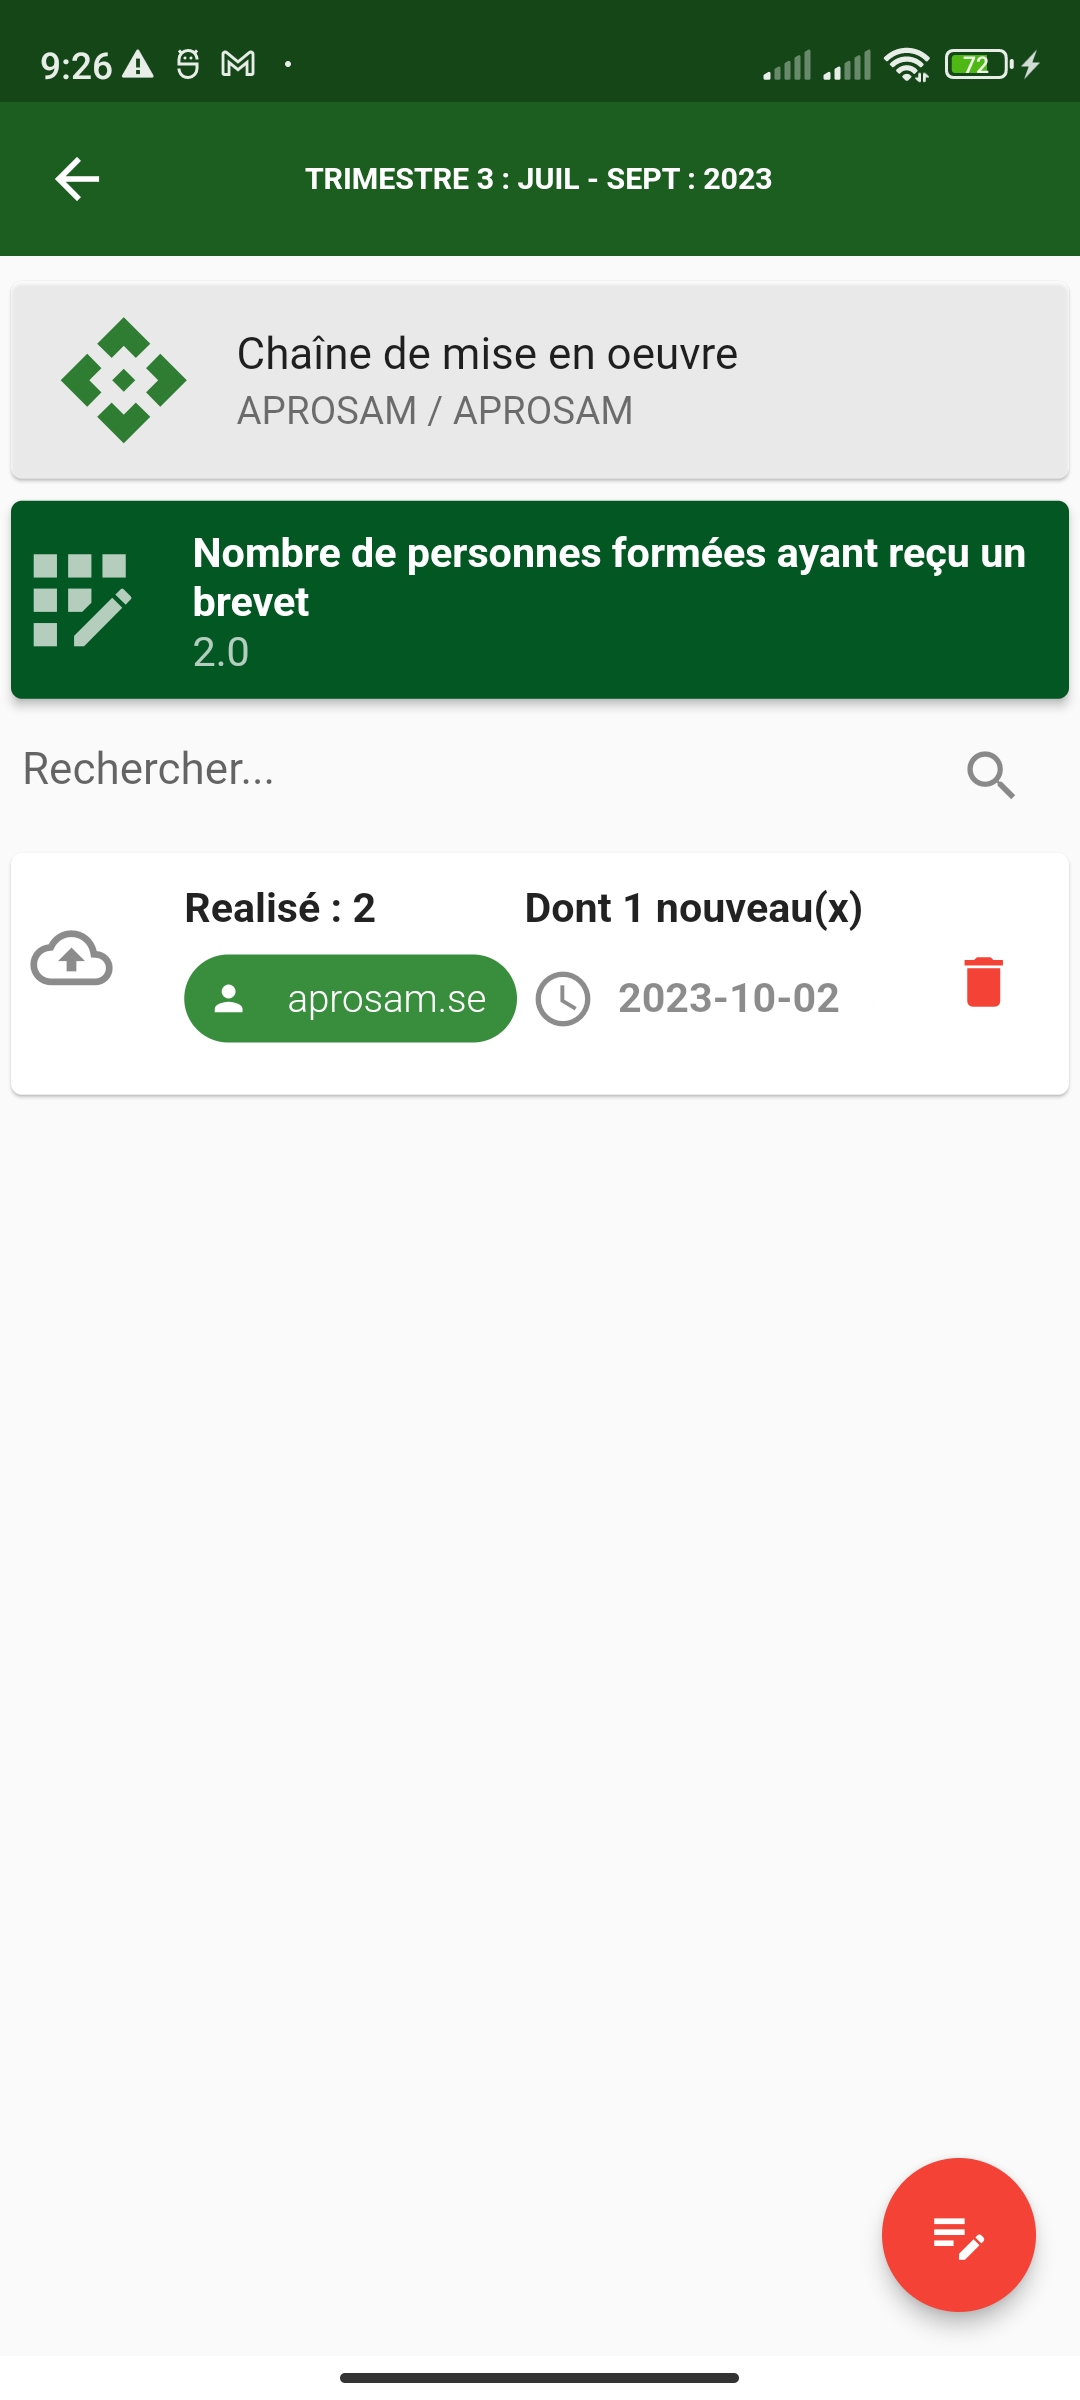 9:26
72
TRIMESTRE 3 : JUIL - SEPT : 2023
Chaîne de mise en oeuvre
APROSAM / APROSAM
Nombre de personnes formées ayant reçu un
brevet
2.0
Rechercher...
Realisé : 2
Dont 1 nouveau(x)
aprosam.se
2023-10-02